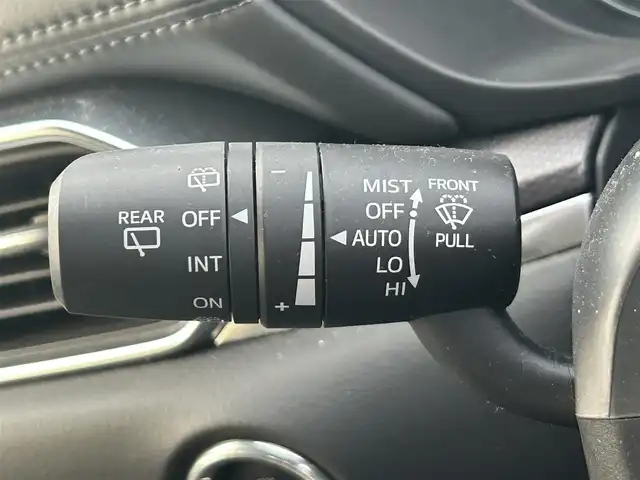 REAR
OFF
INT
ON
−
+
MIST
OFF
AUTO
LO
HI
FRONT
PULL